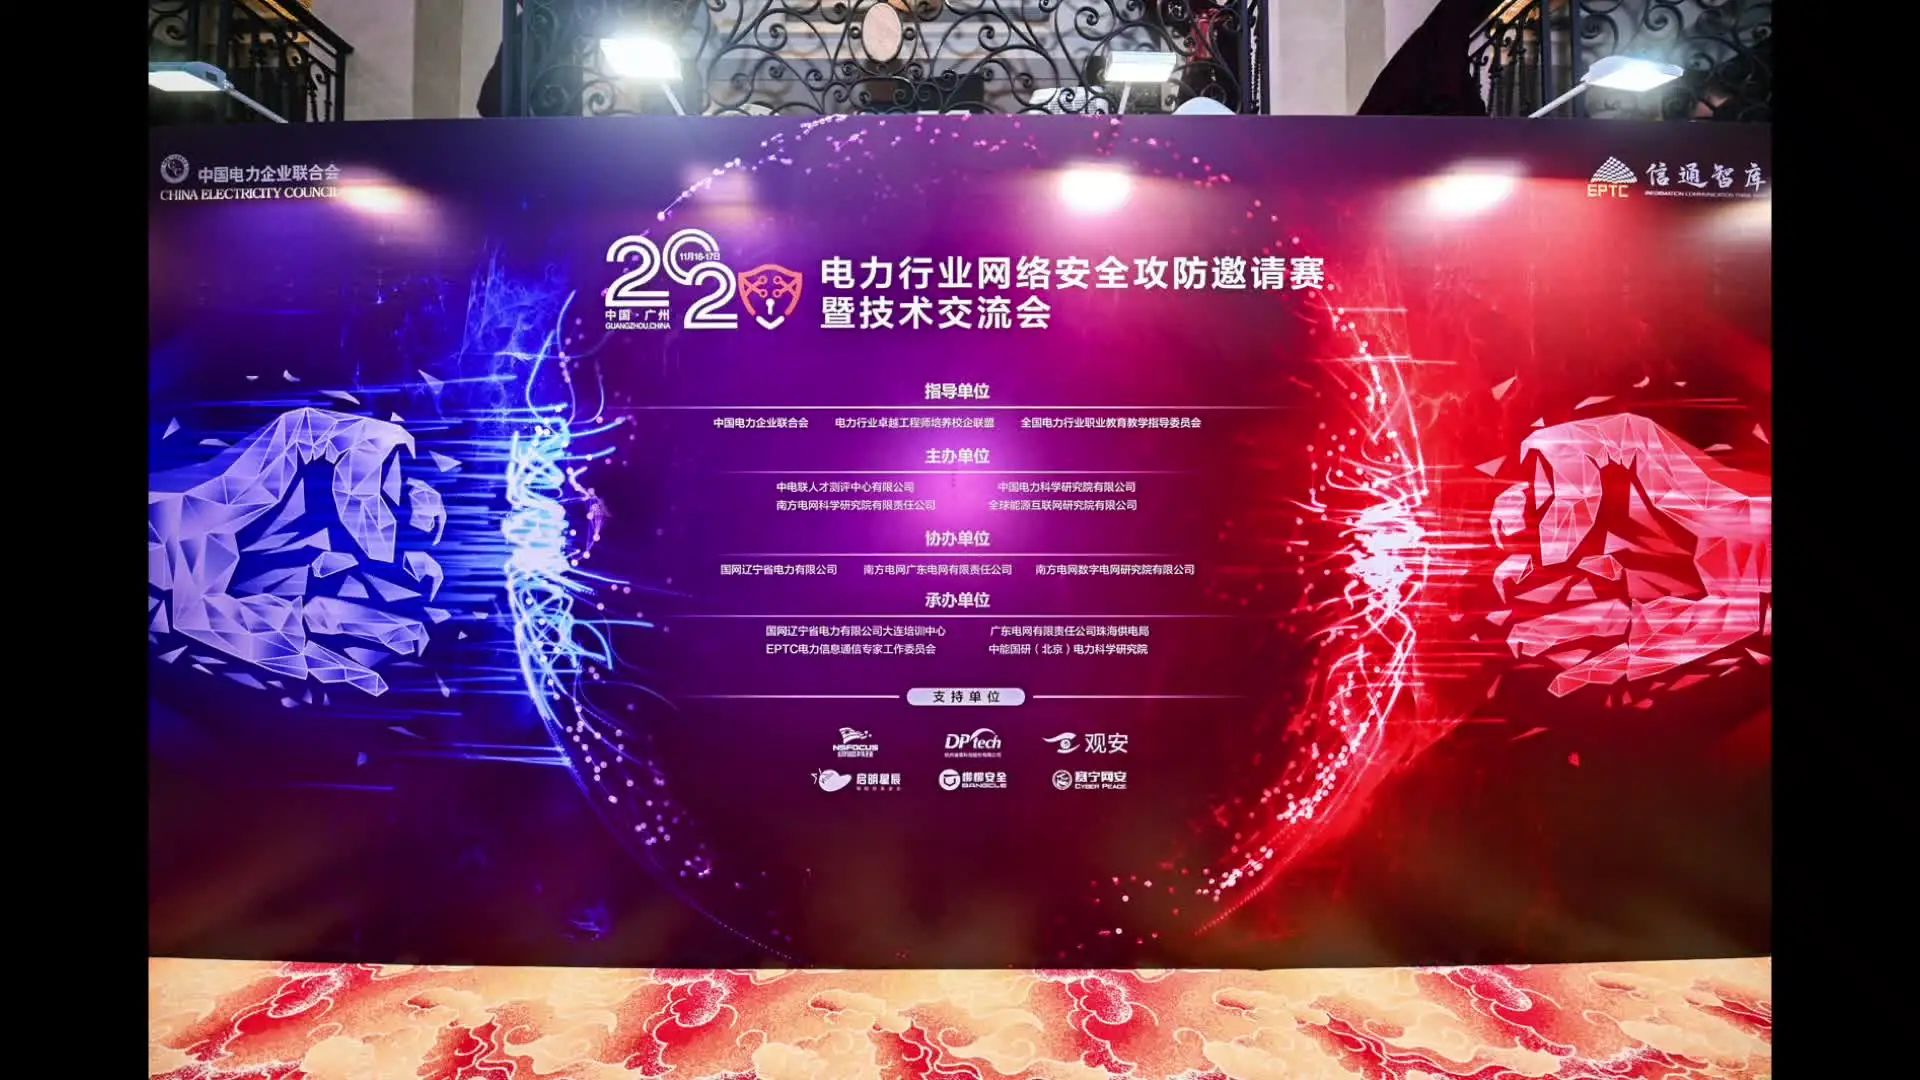 中国电力企业联合会
CHINA ELECTRICITY COUNCIL
EPTC 信通智库
202
11月16-17日
中国·广州
GUANGZHOU,CHINA
电力行业网络安全攻防邀请赛
暨技术交流会
指导单位
中国电力企业联合会 电力行业卓越工程师培养校企联盟 全国电力行业职业教育教学指导委员会
主办单位
中电联人才测评中心有限公司 中国电力科学研究院有限公司
南方电网科学研究院有限责任公司 全球能源互联网研究院有限公司
协办单位
国网辽宁省电力有限公司 南方电网广东电网有限责任公司 南方电网数字电网研究院有限公司
承办单位
国网辽宁省电力有限公司大连培训中心 广东电网有限责任公司珠海供电局
EPTC电力信息通信专家工作委员会 中能国研（北京）电力科学研究院
支持单位
NSFOCUS DPtech 观安
启明星辰 梆梆安全 赛宁网安
BANGCLE CYBER PEACE